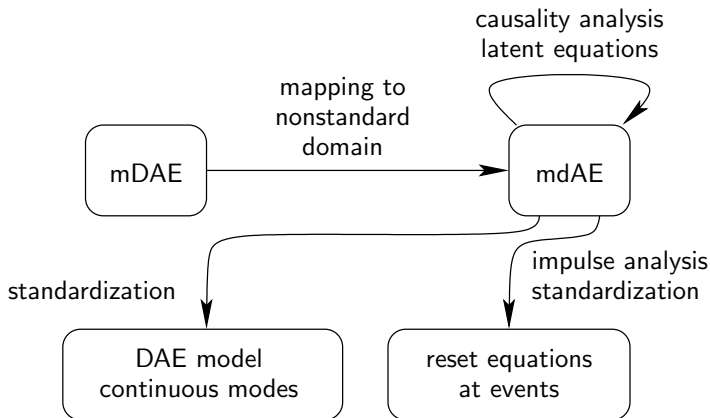 causality analysis
latent equations
mapping to
nonstandard
domain
mDAE
mdAE
standardization
impulse analysis
standardization
DAE model
continuous modes
reset equations
at events